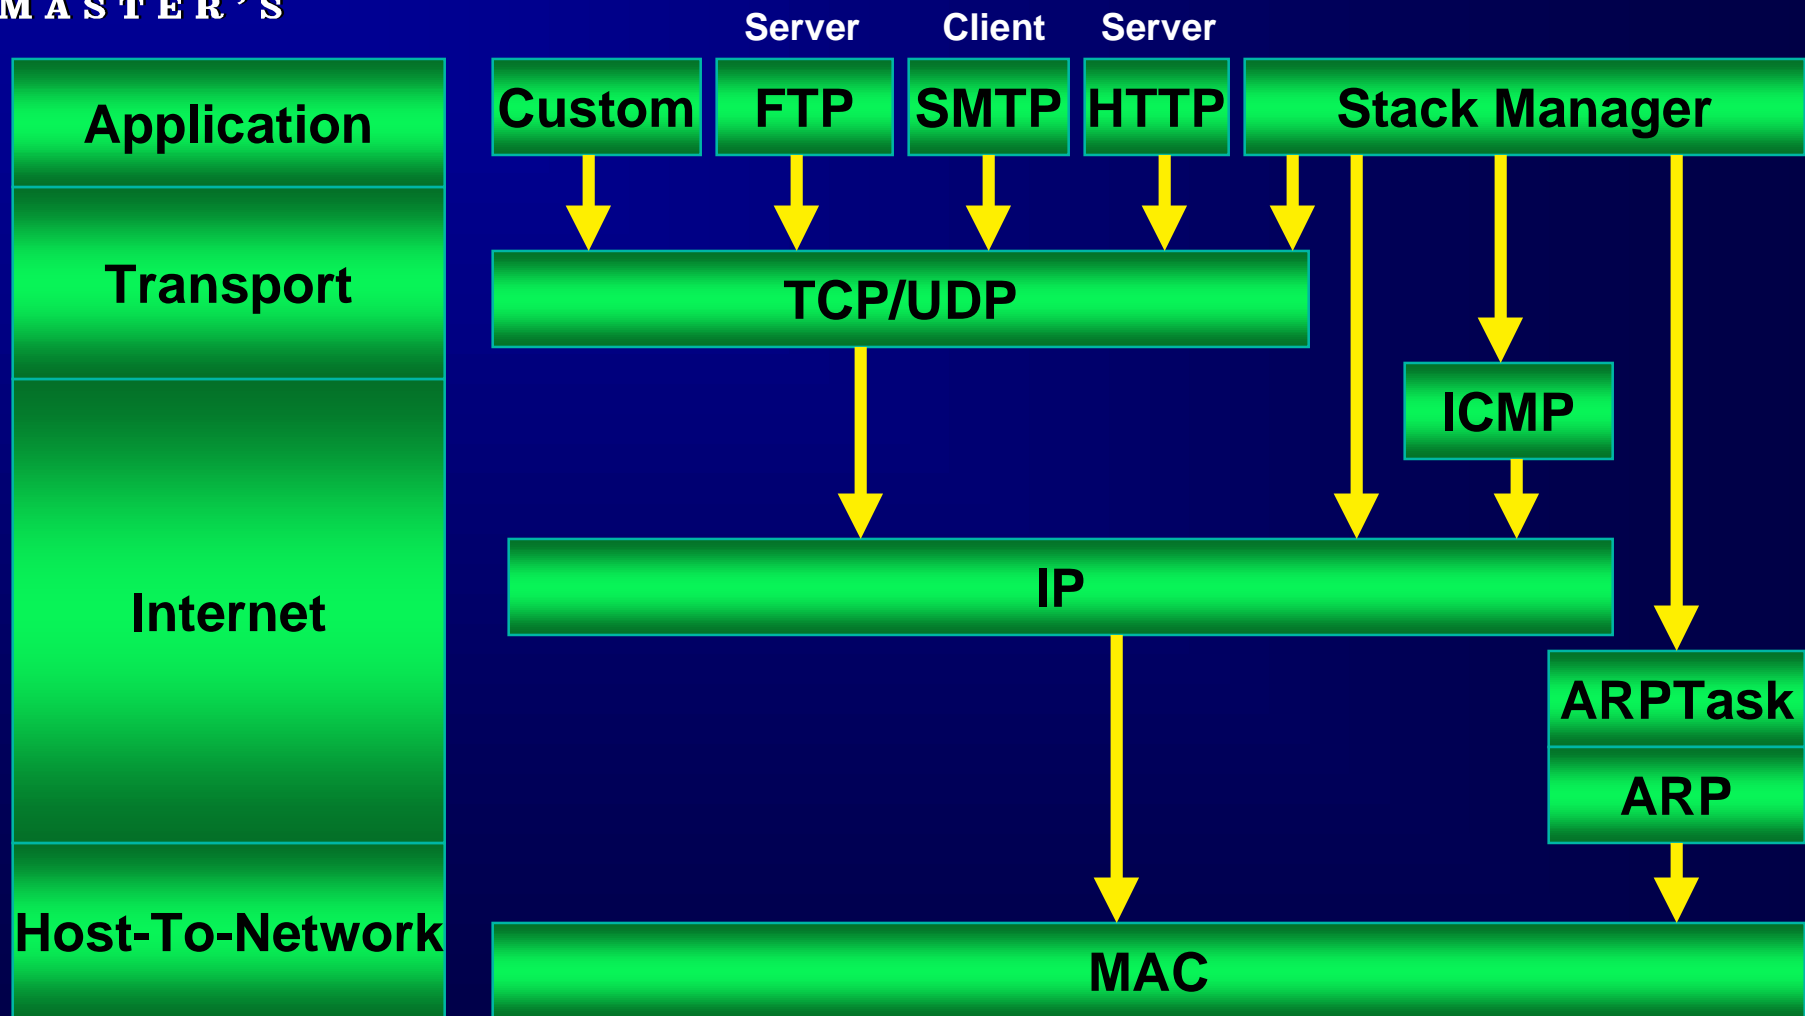 MASTER'S
Server Client Server
Application
Custom FTP SMTP HTTP Stack Manager
Transport
TCP/UDP
ICMP
Internet
IP
ARPTask
ARP
Host-To-Network
MAC